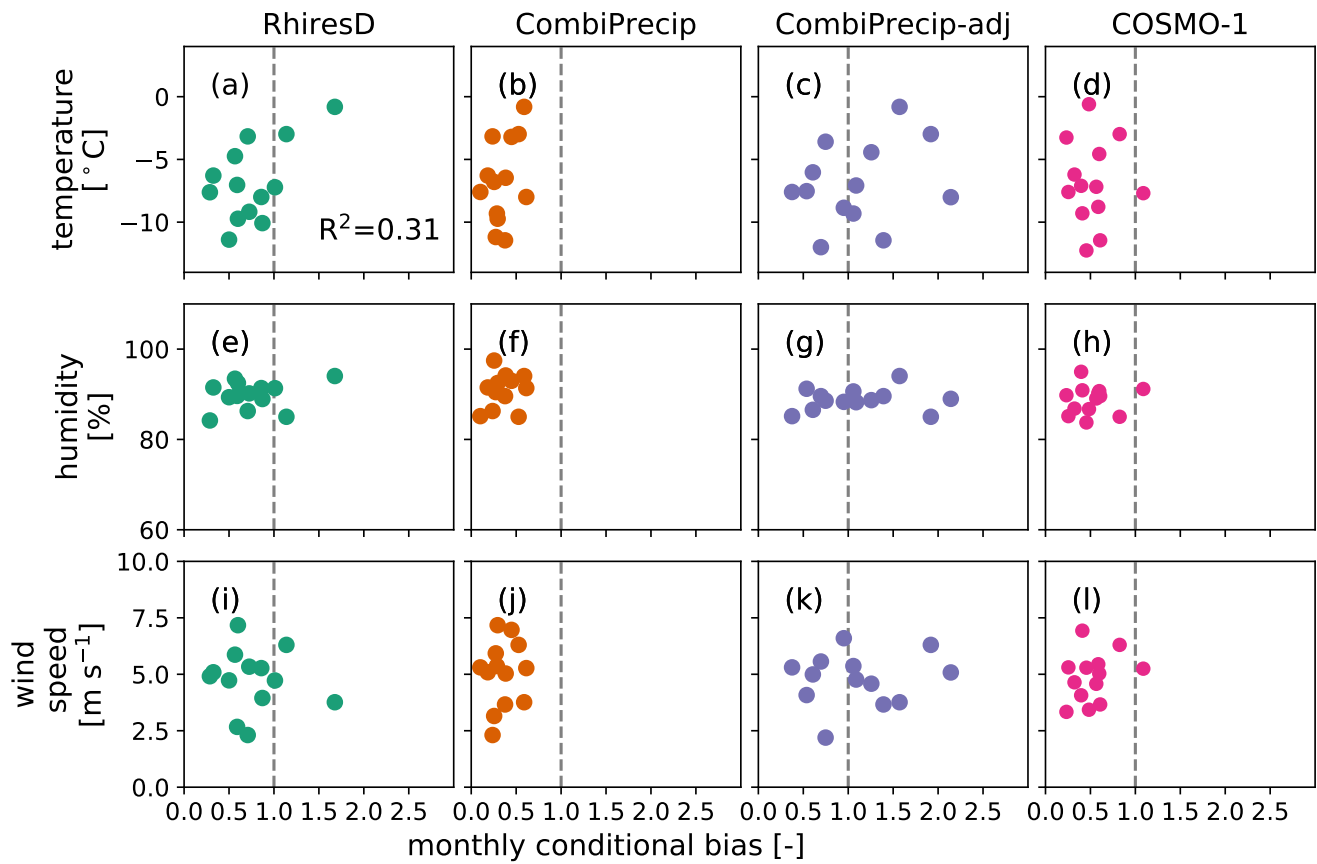 RhiresD CombiPrecip CombiPrecip-adj COSMO-1
temperature
[°C]
0
−5
−10
(a) (b) (c) (d)
R²=0.31
humidity
[%]
100
80
60
(e) (f) (g) (h)
wind
speed
[m s⁻¹]
10.0
7.5
5.0
2.5
0.0
(i) (j) (k) (l)
0.0 0.5 1.0 1.5 2.0 2.5 0.0 0.5 1.0 1.5 2.0 2.5 0.0 0.5 1.0 1.5 2.0 2.5 0.0 0.5 1.0 1.5 2.0 2.5
monthly conditional bias [-]